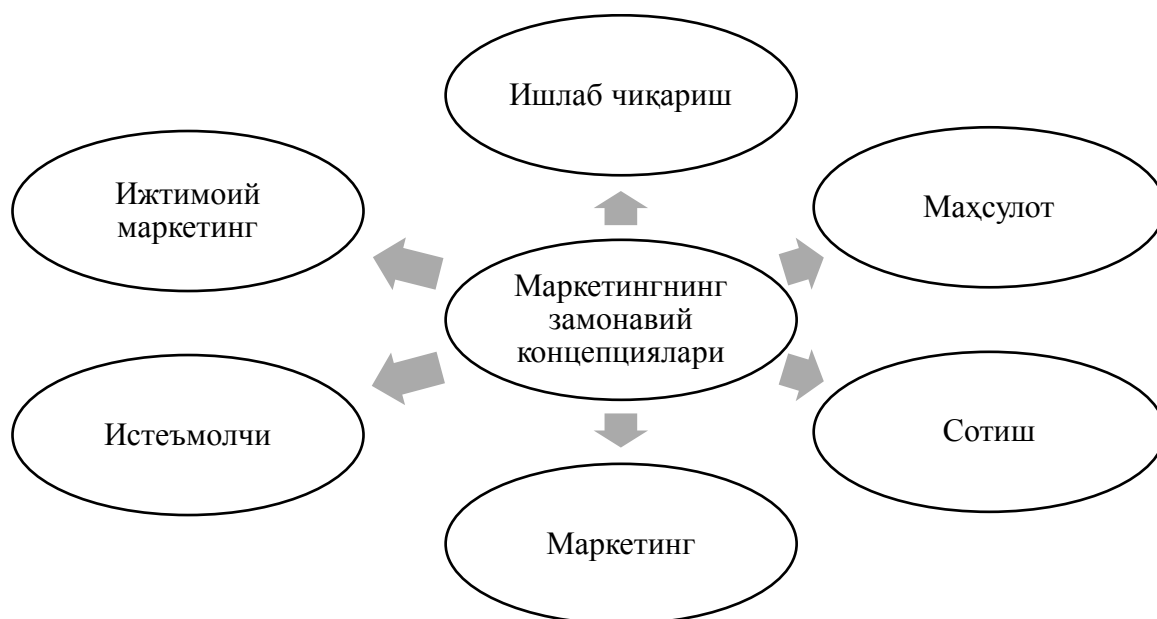 Ишлаб чиқариш
Ижтимоий
маркетинг
Маҳсулот
Маркетингнинг
замонавий
концепциялари
Истеъмолчи
Сотиш
Маркетинг